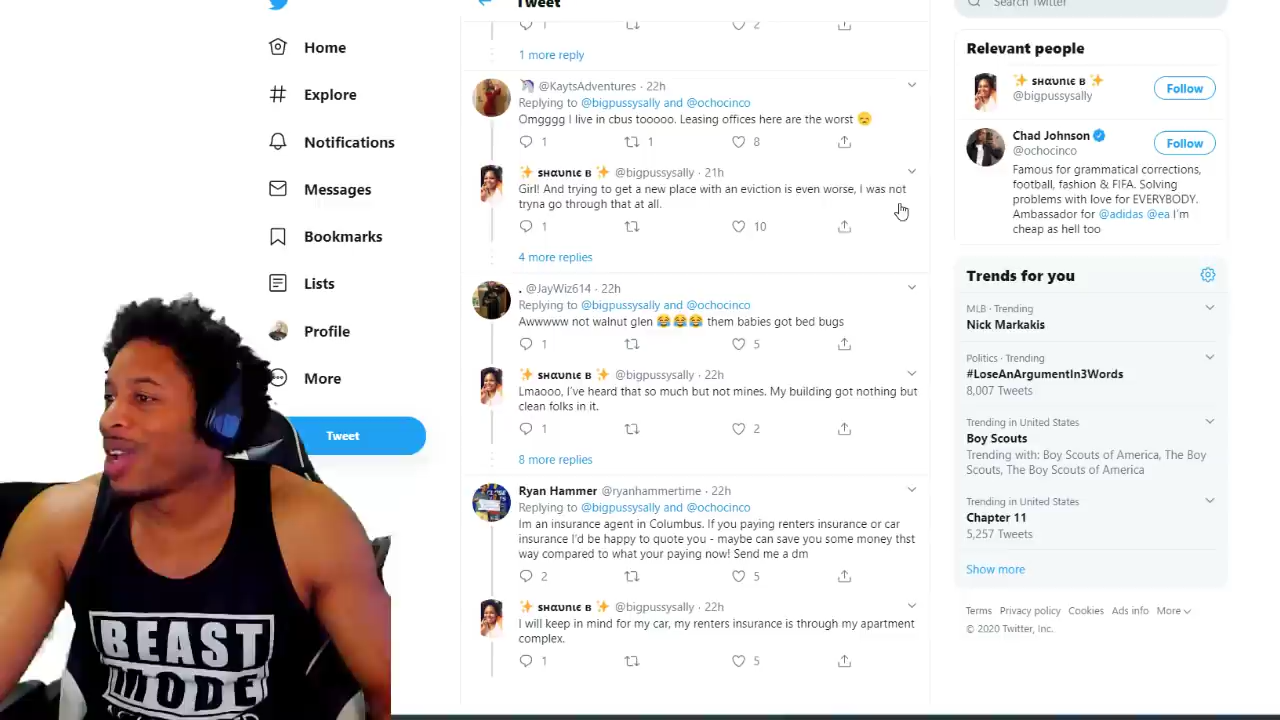 Tweet
Search Twitter
Home
Explore
Notifications
Messages
Bookmarks
Lists
Profile
More
Tweet
1 2
1 more reply
🦄 @KaytsAdventures · 22h
Replying to @bigpussysally and @ochocinco
Omgggg I live in cbus tooooo. Leasing offices here are the worst 😞
1 1 8
✨ sʜαυɴιє в ✨ @bigpussysally · 21h
Girl! And trying to get a new place with an eviction is even worse, I was not
tryna go through that at all.
1 10
4 more replies
. @JayWiz614 · 22h
Replying to @bigpussysally and @ochocinco
Awwwww not walnut glen 😂😂😂 them babies got bed bugs
1 5
✨ sʜαυɴιє в ✨ @bigpussysally · 22h
Lmaooo, I've heard that so much but not mines. My building got nothing but
clean folks in it.
1 2
8 more replies
Ryan Hammer @ryanhammertime · 22h
Replying to @bigpussysally and @ochocinco
Im an insurance agent in Columbus. If you paying renters insurance or car
insurance I'd be happy to quote you - maybe can save you some money thst
way compared to what your paying now! Send me a dm
2 5
✨ sʜαυɴιє в ✨ @bigpussysally · 22h
I will keep in mind for my car, my renters insurance is through my apartment
complex.
1 5
Relevant people
✨ sʜαυɴιє в ✨
@bigpussysally
Follow
Chad Johnson
@ochocinco
Follow
Famous for grammatical corrections,
football, fashion & FIFA. Solving
problems with love for EVERYBODY.
Ambassador for @adidas @ea I'm
cheap as hell too
Trends for you
MLB · Trending
Nick Markakis
Politics · Trending
#LoseAnArgumentIn3Words
8,007 Tweets
Trending in United States
Boy Scouts
Trending with: Boy Scouts of America, The Boy
Scouts, The Boy Scouts of America
Trending in United States
Chapter 11
5,257 Tweets
Show more
Terms Privacy policy Cookies Ads info More
© 2020 Twitter, Inc.
BEAST
MODE